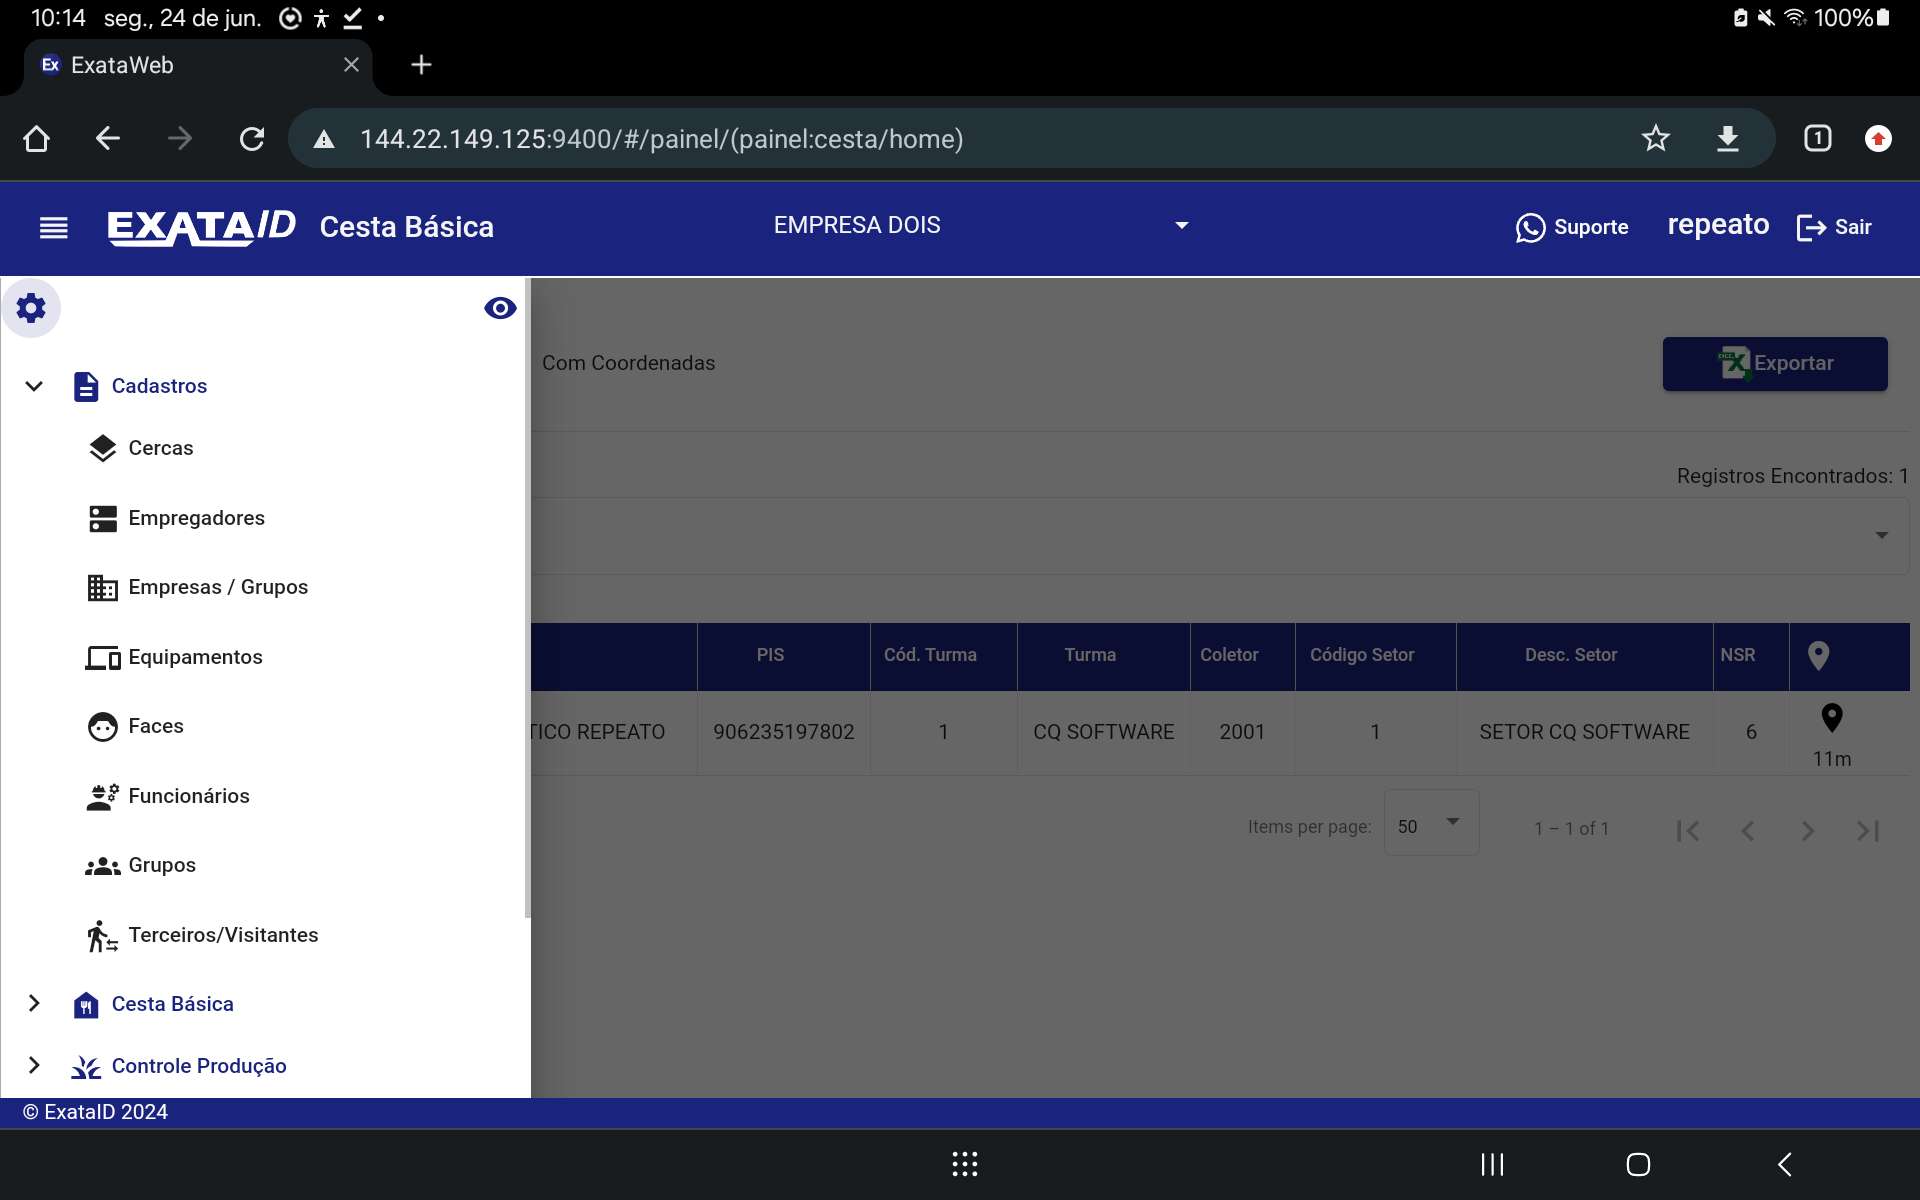 10:14 seg., 24 de jun. 100%
Ex ExataWeb
144.22.149.125:9400/#/painel/(painel:cesta/home) 1
EXATAID Cesta Básica EMPRESA DOIS Suporte repeato Sair
Com Coordenadas Exportar
Cadastros
Cercas
Registros Encontrados: 1
Empregadores
Empresas / Grupos
Equipamentos
PIS Cód. Turma Turma Coletor Código Setor Desc. Setor NSR
Faces
TICO REPEATO 906235197802 1 CQ SOFTWARE 2001 1 SETOR CQ SOFTWARE 6
11m
Funcionários
Items per page: 50 1 – 1 of 1
Grupos
Terceiros/Visitantes
Cesta Básica
Controle Produção
© ExataID 2024